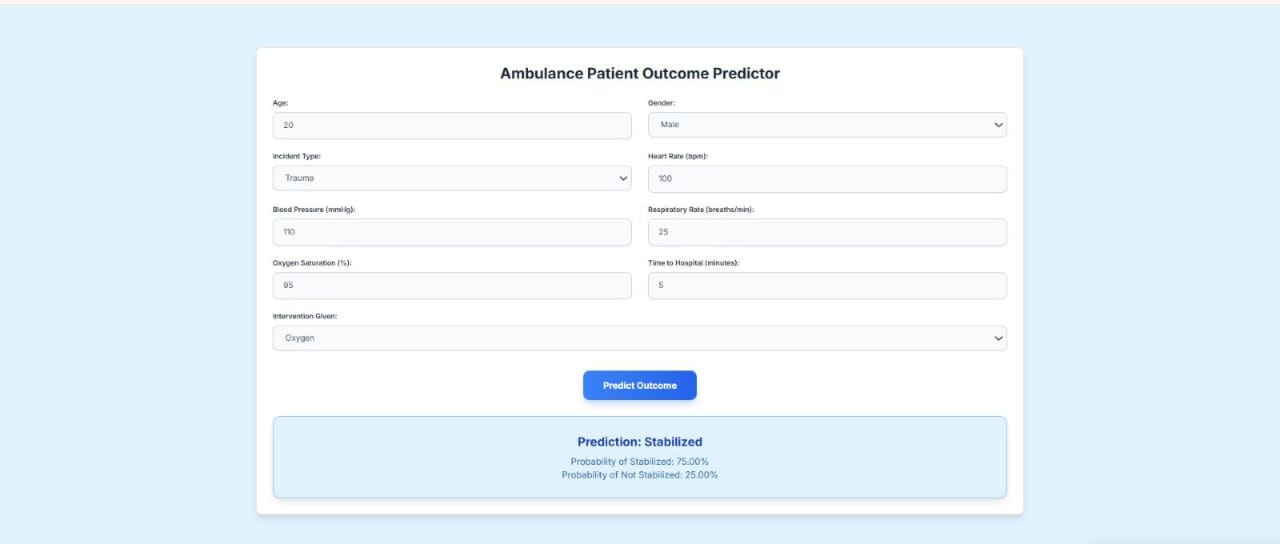 Ambulance Patient Outcome Predictor
Age: Gender:
20 Male
Incident Type: Heart Rate (bpm):
Trauma 100
Blood Pressure (mmHg): Respiratory Rate (breaths/min):
110 25
Oxygen Saturation (%): Time to Hospital (minutes):
95 5
Intervention Given:
Oxygen
Predict Outcome
Prediction: Stabilized
Probability of Stabilized: 75.00%
Probability of Not Stabilized: 25.00%